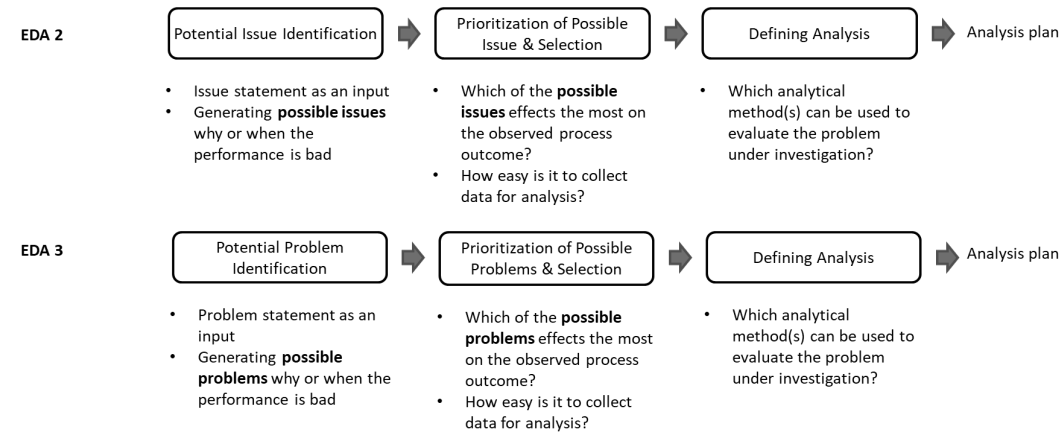 EDA 2
Potential Issue Identification
Prioritization of Possible
Issue & Selection
Defining Analysis
Analysis plan
• Issue statement as an input
• Generating possible issues
why or when the
performance is bad
• Which of the possible
issues effects the most on
the observed process
outcome?
• How easy is it to collect
data for analysis?
• Which analytical
method(s) can be used to
evaluate the problem
under investigation?
EDA 3
Potential Problem
Identification
Prioritization of Possible
Problems & Selection
Defining Analysis
Analysis plan
• Problem statement as an
input
• Generating possible
problems why or when the
performance is bad
• Which of the possible
problems effects the most
on the observed process
outcome?
• How easy is it to collect
data for analysis?
• Which analytical
method(s) can be used to
evaluate the problem
under investigation?